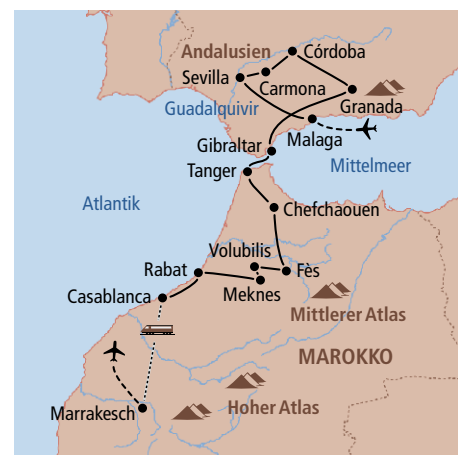 Andalusien
Córdoba
Sevilla
Carmona
Guadalquivir
Granada
Malaga
Gibraltar
Mittelmeer
Tanger
Atlantik
Chefchaouen
Volubilis
Rabat
Fès
Meknes
Casablanca
Mittlerer Atlas
MAROKKO
Marrakesch
Hoher Atlas